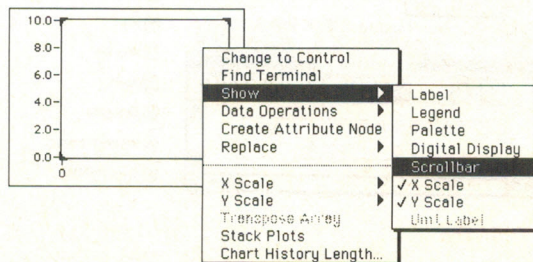 10.0-
8.0-
6.0-
4.0-
2.0-
0.0-
0
Change to Control
Find Terminal
Show
Data Operations
Create Attribute Node
Replace
X Scale
Y Scale
Transpose Array
Stack Plots
Chart History Length...
Label
Legend
Palette
Digital Display
Scrollbar
✓ X Scale
✓ Y Scale
Unit Label